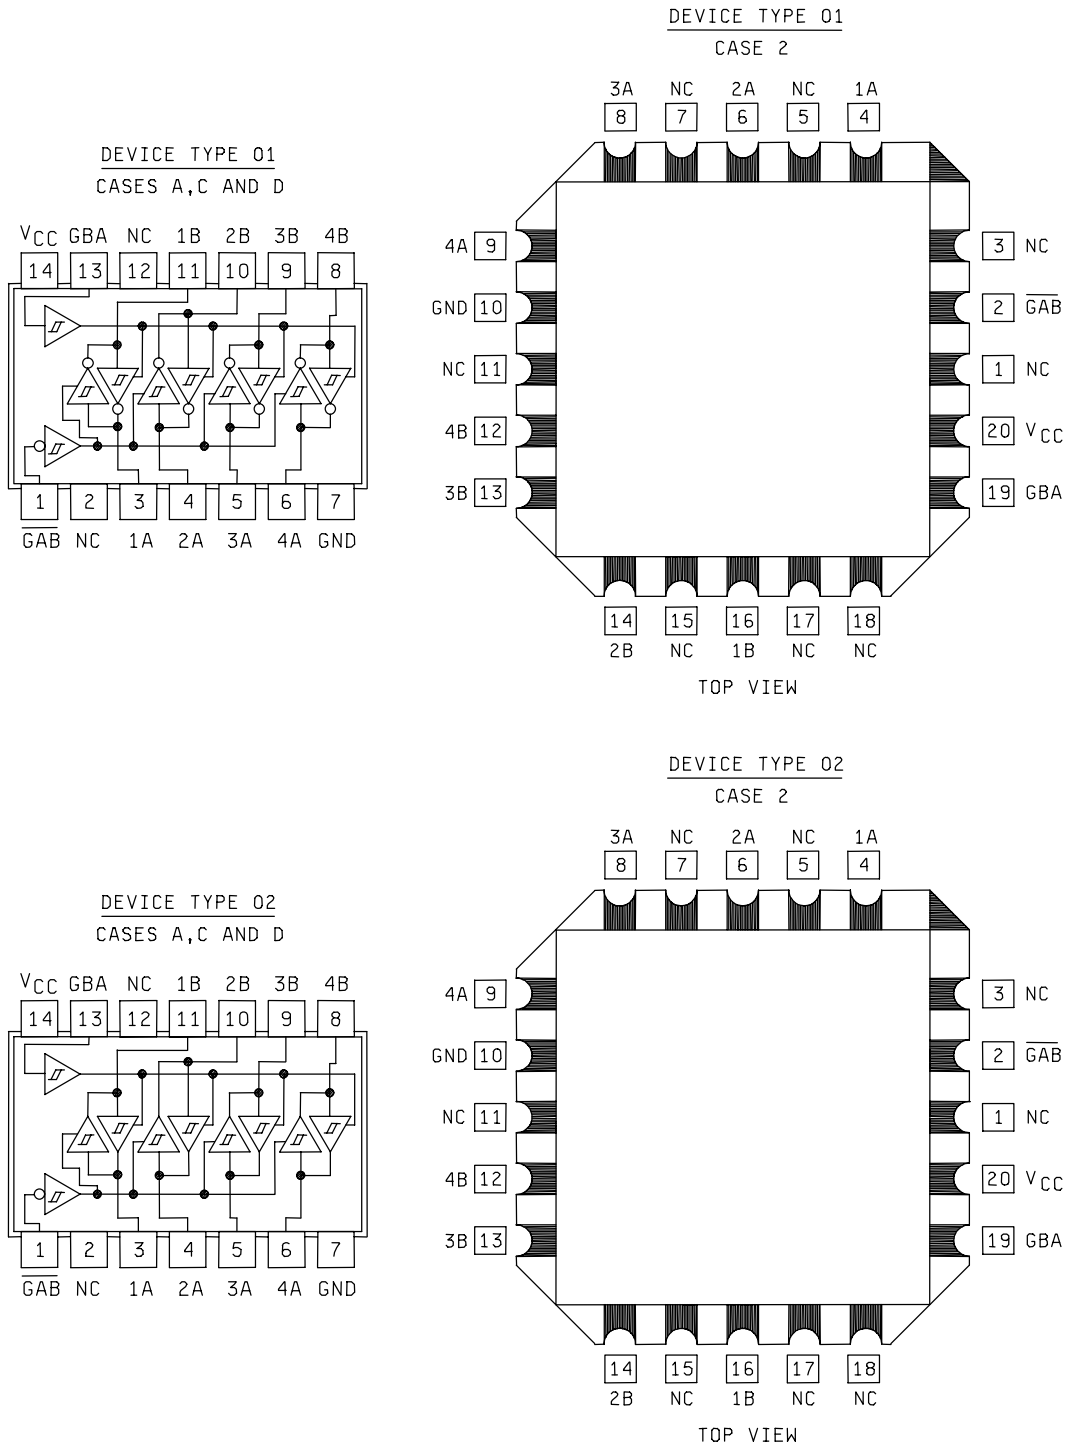 DEVICE TYPE 01
CASE 2
3A NC 2A NC 1A
8 7 6 5 4
4A 9 3 NC
GND 10 2 G̅A̅B̅
NC 11 1 NC
4B 12 20 VCC
3B 13 19 GBA
14 15 16 17 18
2B NC 1B NC NC
TOP VIEW
DEVICE TYPE 01
CASES A,C AND D
VCC GBA NC 1B 2B 3B 4B
14 13 12 11 10 9 8
1 2 3 4 5 6 7
G̅A̅B̅ NC 1A 2A 3A 4A GND
DEVICE TYPE 02
CASE 2
3A NC 2A NC 1A
8 7 6 5 4
4A 9 3 NC
GND 10 2 G̅A̅B̅
NC 11 1 NC
4B 12 20 VCC
3B 13 19 GBA
14 15 16 17 18
2B NC 1B NC NC
TOP VIEW
DEVICE TYPE 02
CASES A,C AND D
VCC GBA NC 1B 2B 3B 4B
14 13 12 11 10 9 8
1 2 3 4 5 6 7
G̅A̅B̅ NC 1A 2A 3A 4A GND